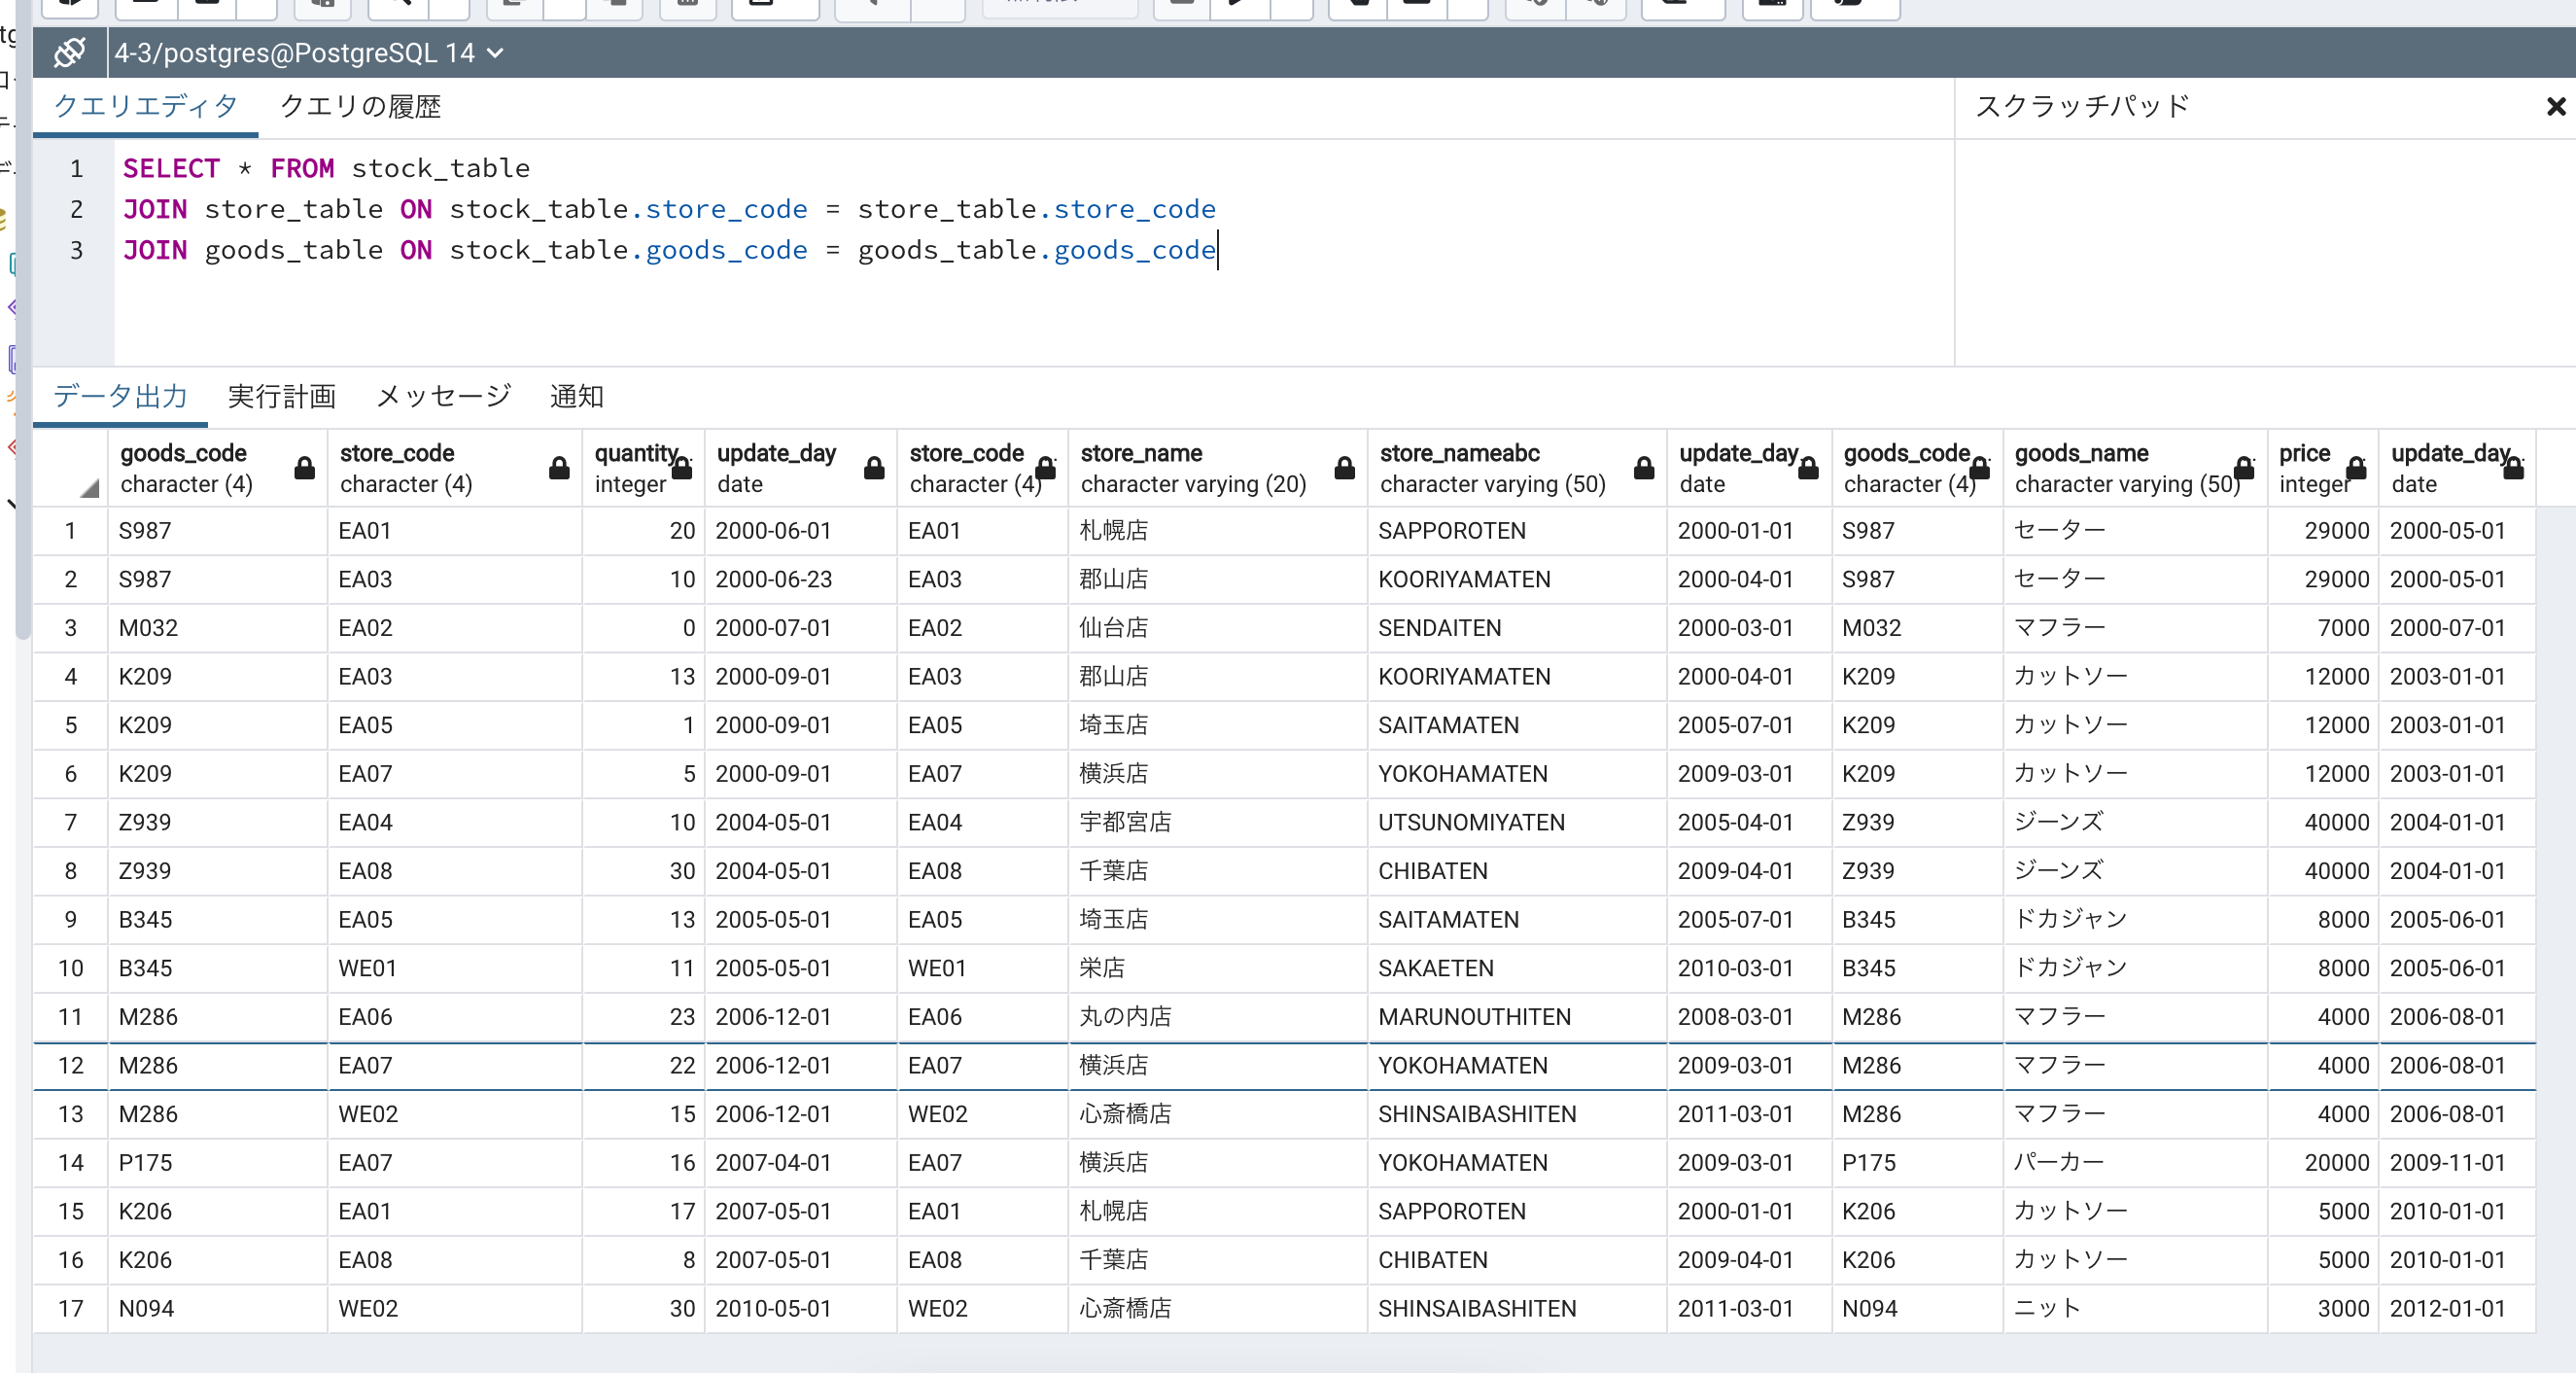 4-3/postgres@PostgreSQL 14
クエリエディタ クエリの履歴 スクラッチパッド
1 SELECT * FROM stock_table
2 JOIN store_table ON stock_table.store_code = store_table.store_code
3 JOIN goods_table ON stock_table.goods_code = goods_table.goods_code
データ出力 実行計画 メッセージ 通知
goods_code store_code quantity update_day store_code store_name store_nameabc update_day goods_code goods_name price update_day
character (4) character (4) integer date character (4) character varying (20) character varying (50) date character (4) character varying (50) integer date
1 S987 EA01 20 2000-06-01 EA01 札幌店 SAPPOROTEN 2000-01-01 S987 セーター 29000 2000-05-01
2 S987 EA03 10 2000-06-23 EA03 郡山店 KOORIYAMATEN 2000-04-01 S987 セーター 29000 2000-05-01
3 M032 EA02 0 2000-07-01 EA02 仙台店 SENDAITEN 2000-03-01 M032 マフラー 7000 2000-07-01
4 K209 EA03 13 2000-09-01 EA03 郡山店 KOORIYAMATEN 2000-04-01 K209 カットソー 12000 2003-01-01
5 K209 EA05 1 2000-09-01 EA05 埼玉店 SAITAMATEN 2005-07-01 K209 カットソー 12000 2003-01-01
6 K209 EA07 5 2000-09-01 EA07 横浜店 YOKOHAMATEN 2009-03-01 K209 カットソー 12000 2003-01-01
7 Z939 EA04 10 2004-05-01 EA04 宇都宮店 UTSUNOMIYATEN 2005-04-01 Z939 ジーンズ 40000 2004-01-01
8 Z939 EA08 30 2004-05-01 EA08 千葉店 CHIBATEN 2009-04-01 Z939 ジーンズ 40000 2004-01-01
9 B345 EA05 13 2005-05-01 EA05 埼玉店 SAITAMATEN 2005-07-01 B345 ドカジャン 8000 2005-06-01
10 B345 WE01 11 2005-05-01 WE01 栄店 SAKAETEN 2010-03-01 B345 ドカジャン 8000 2005-06-01
11 M286 EA06 23 2006-12-01 EA06 丸の内店 MARUNOUTHITEN 2008-03-01 M286 マフラー 4000 2006-08-01
12 M286 EA07 22 2006-12-01 EA07 横浜店 YOKOHAMATEN 2009-03-01 M286 マフラー 4000 2006-08-01
13 M286 WE02 15 2006-12-01 WE02 心斎橋店 SHINSAIBASHITEN 2011-03-01 M286 マフラー 4000 2006-08-01
14 P175 EA07 16 2007-04-01 EA07 横浜店 YOKOHAMATEN 2009-03-01 P175 パーカー 20000 2009-11-01
15 K206 EA01 17 2007-05-01 EA01 札幌店 SAPPOROTEN 2000-01-01 K206 カットソー 5000 2010-01-01
16 K206 EA08 8 2007-05-01 EA08 千葉店 CHIBATEN 2009-04-01 K206 カットソー 5000 2010-01-01
17 N094 WE02 30 2010-05-01 WE02 心斎橋店 SHINSAIBASHITEN 2011-03-01 N094 ニット 3000 2012-01-01